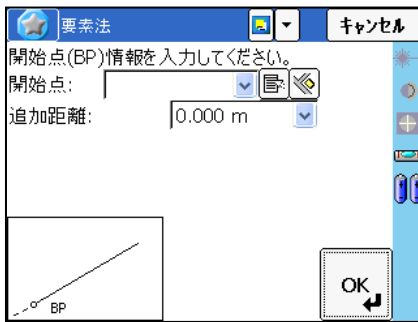 要素法 キャンセル
開始点(BP)情報を入力してください。
開始点:
追加距離: 0.000 m
BP
OK